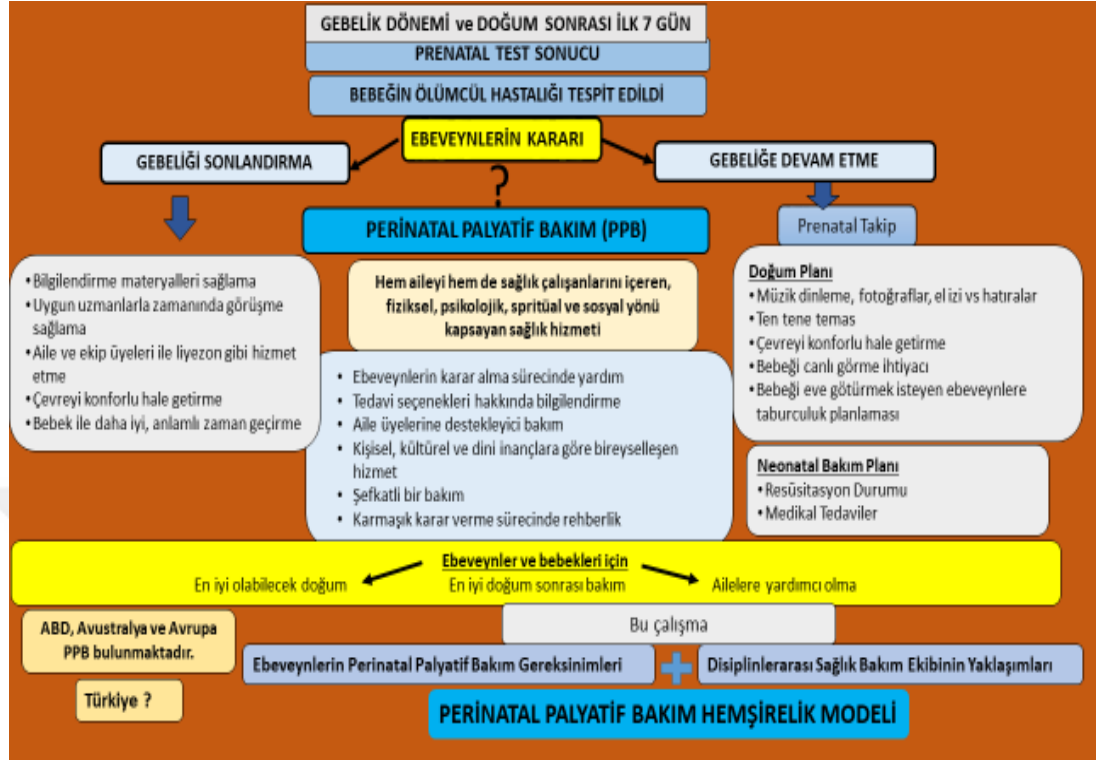 GEBELİK DÖNEMİ ve DOĞUM SONRASI İLK 7 GÜN
PRENATAL TEST SONUCU
BEBEĞİN ÖLÜMCÜL HASTALIĞI TESPİT EDİLDİ
EBEVEYNLERİN KARARI
GEBELİĞİ SONLANDIRMA
GEBELİĞE DEVAM ETME
?
• Bilgilendirme materyalleri sağlama
• Uygun uzmanlarla zamanında görüşme
sağlama
• Aile ve ekip üyeleri ile liyezon gibi hizmet
etme
• Çevreyi konforlu hale getirme
• Bebek ile daha iyi, anlamlı zaman geçirme
PERİNATAL PALYATİF BAKIM (PPB)
Hem aileyi hem de sağlık çalışanlarını içeren,
fiziksel, psikolojik, spritüal ve sosyal yönü
kapsayan sağlık hizmeti
• Ebeveynlerin karar alma sürecinde yardım
• Tedavi seçenekleri hakkında bilgilendirme
• Aile üyelerine destekleyici bakım
• Kişisel, kültürel ve dini inançlara göre bireyselleşen
hizmet
• Şefkatli bir bakım
• Karmaşık karar verme sürecinde rehberlik
Prenatal Takip
Doğum Planı
• Müzik dinleme, fotoğraflar, el izi vs hatıralar
• Ten tene temas
• Çevreyi konforlu hale getirme
• Bebeği canlı görme ihtiyacı
• Bebeği eve götürmek isteyen ebeveynlere
taburculuk planlaması
Neonatal Bakım Planı
• Resüsitasyon Durumu
• Medikal Tedaviler
Ebeveynler ve bebekleri için
En iyi olabilecek doğum
En iyi doğum sonrası bakım
Ailelere yardımcı olma
ABD, Avustralya ve Avrupa
PPB bulunmaktadır.
Türkiye ?
Bu çalışma
Ebeveynlerin Perinatal Palyatif Bakım Gereksinimleri
Disiplinlerarası Sağlık Bakım Ekibinin Yaklaşımları
PERİNATAL PALYATİF BAKIM HEMŞİRELİK MODELİ